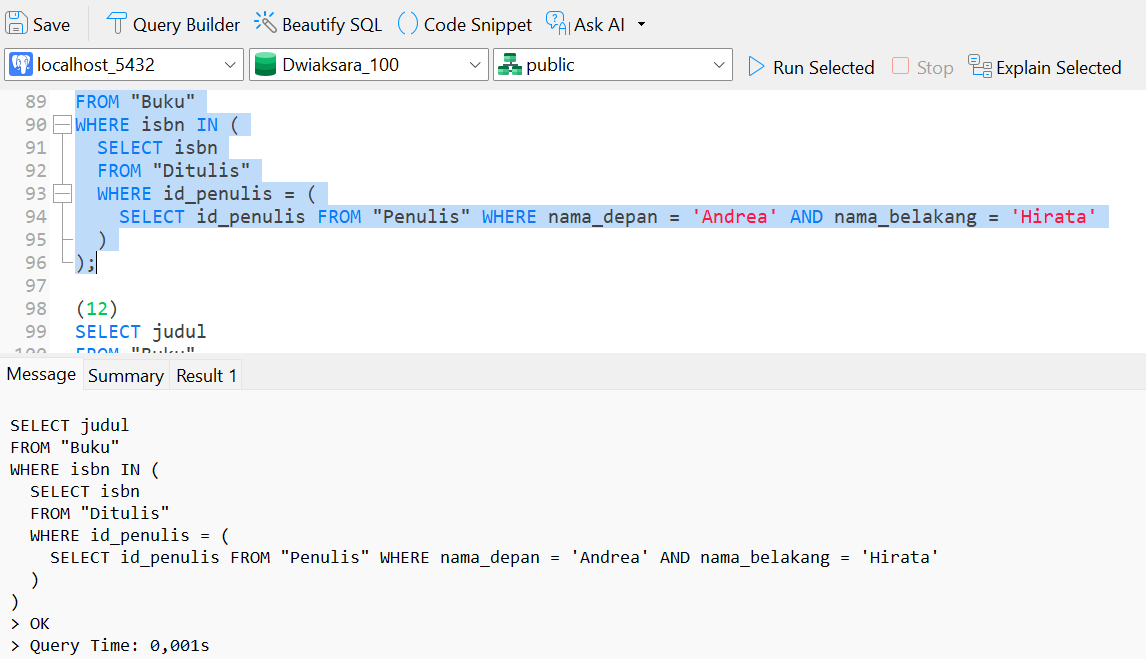 Save Query Builder Beautify SQL Code Snippet Ask AI
localhost_5432 Dwiaksara_100 public Run Selected Stop Explain Selected
89 FROM "Buku"
90 WHERE isbn IN (
91 SELECT isbn
92 FROM "Ditulis"
93 WHERE id_penulis = (
94 SELECT id_penulis FROM "Penulis" WHERE nama_depan = 'Andrea' AND nama_belakang = 'Hirata'
95 )
96 );
97
98 (12)
99 SELECT judul
100 FROM "Buku"
Message Summary Result 1
SELECT judul
FROM "Buku"
WHERE isbn IN (
SELECT isbn
FROM "Ditulis"
WHERE id_penulis = (
SELECT id_penulis FROM "Penulis" WHERE nama_depan = 'Andrea' AND nama_belakang = 'Hirata'
)
)
> OK
> Query Time: 0,001s